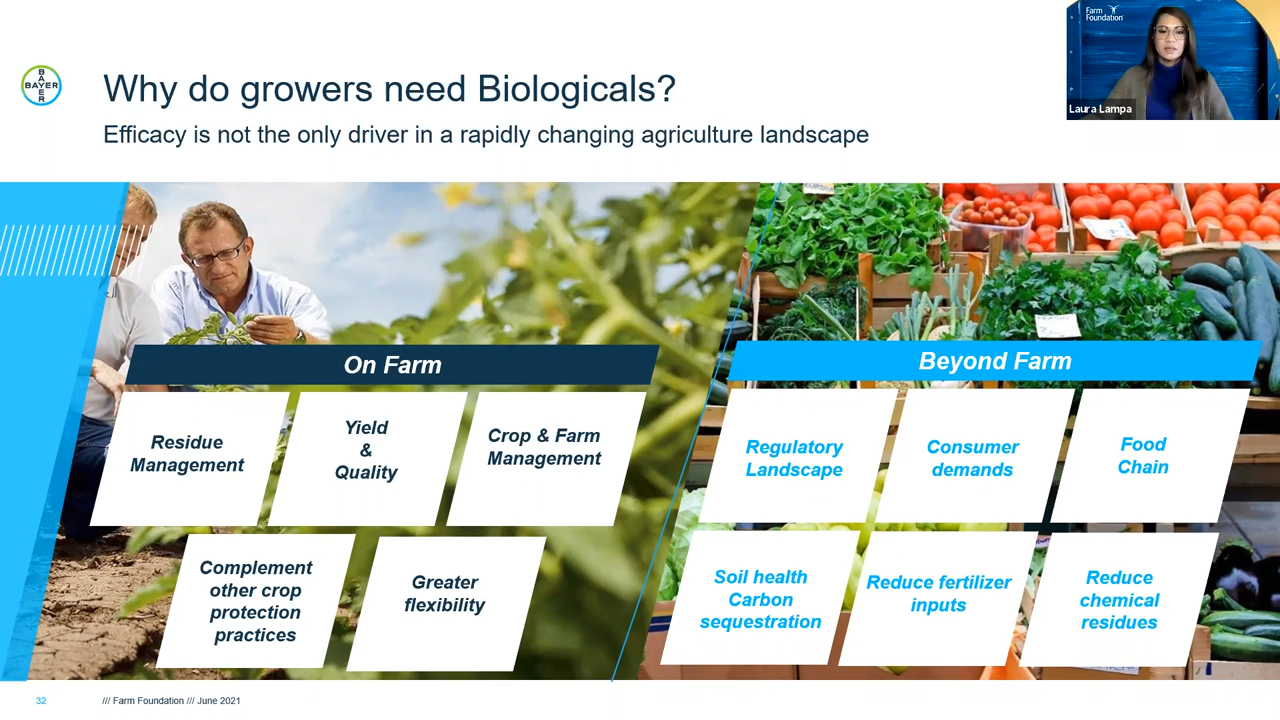 Farm
Foundation
Laura Lampa
BAYER
BAYER
Why do growers need Biologicals?
Efficacy is not the only driver in a rapidly changing agriculture landscape
On Farm
Residue
Management
Yield
&
Quality
Crop & Farm
Management
Complement
other crop
protection
practices
Greater
flexibility
Beyond Farm
Regulatory
Landscape
Consumer
demands
Food
Chain
Soil health
Carbon
sequestration
Reduce fertilizer
inputs
Reduce
chemical
residues
32
/// Farm Foundation /// June 2021